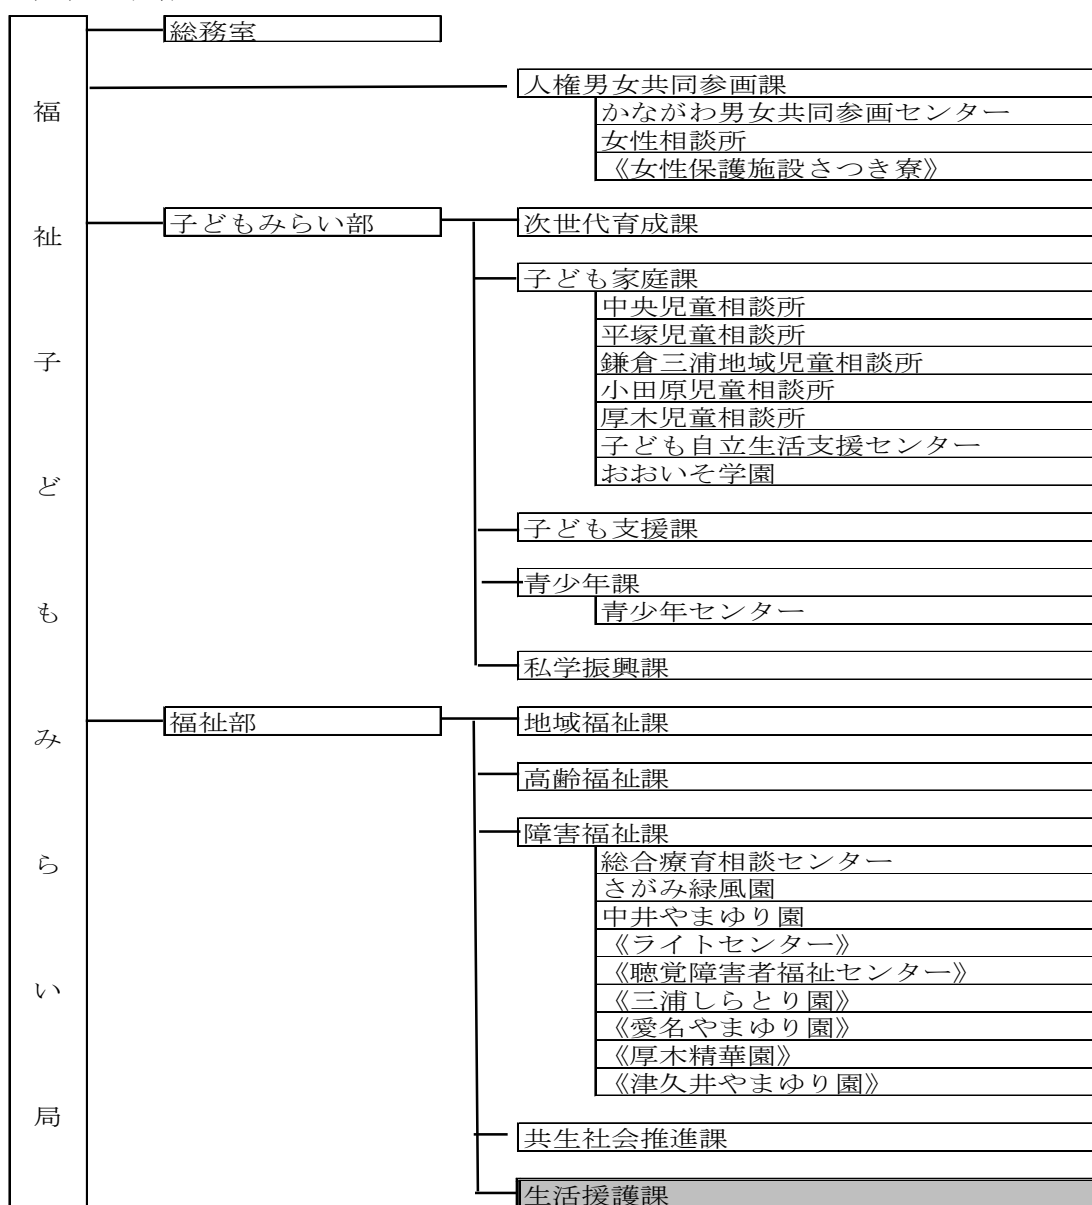 福祉子どもみらい局
総務室
人権男女共同参画課
かながわ男女共同参画センター
女性相談所
《女性保護施設さつき寮》
子どもみらい部
次世代育成課
子ども家庭課
中央児童相談所
平塚児童相談所
鎌倉三浦地域児童相談所
小田原児童相談所
厚木児童相談所
子ども自立生活支援センター
おおいそ学園
子ども支援課
青少年課
青少年センター
私学振興課
福祉部
地域福祉課
高齢福祉課
障害福祉課
総合療育相談センター
さがみ緑風園
中井やまゆり園
《ライトセンター》
《聴覚障害者福祉センター》
《三浦しらとり園》
《愛名やまゆり園》
《厚木精華園》
《津久井やまゆり園》
共生社会推進課
生活援護課